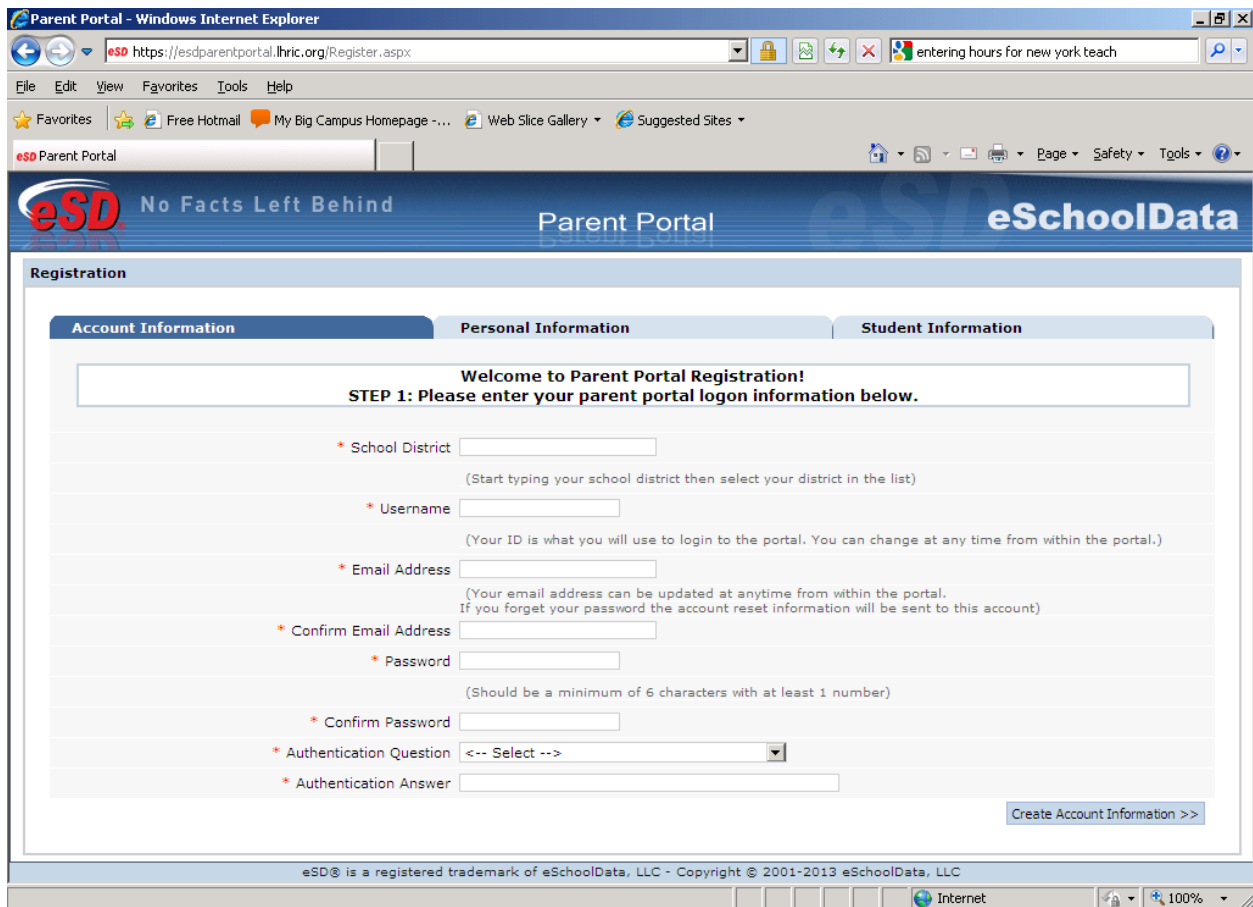 Parent Portal - Windows Internet Explorer
eSD https://esdparentportal.lhric.org/Register.aspx
entering hours for new york teach
File Edit View Favorites Tools Help
Favorites Free Hotmail My Big Campus Homepage -... Web Slice Gallery Suggested Sites
eSD Parent Portal
Page Safety Tools
eSD No Facts Left Behind
Parent Portal
eSD
eSchoolData
Registration
Account Information Personal Information Student Information
Welcome to Parent Portal Registration!
STEP 1: Please enter your parent portal logon information below.
* School District
(Start typing your school district then select your district in the list)
* Username
(Your ID is what you will use to login to the portal. You can change at any time from within the portal.)
* Email Address
(Your email address can be updated at anytime from within the portal.
If you forget your password the account reset information will be sent to this account)
* Confirm Email Address
* Password
(Should be a minimum of 6 characters with at least 1 number)
* Confirm Password
* Authentication Question <-- Select -->
* Authentication Answer
Create Account Information >>
eSD® is a registered trademark of eSchoolData, LLC - Copyright © 2001-2013 eSchoolData, LLC
Internet 100%